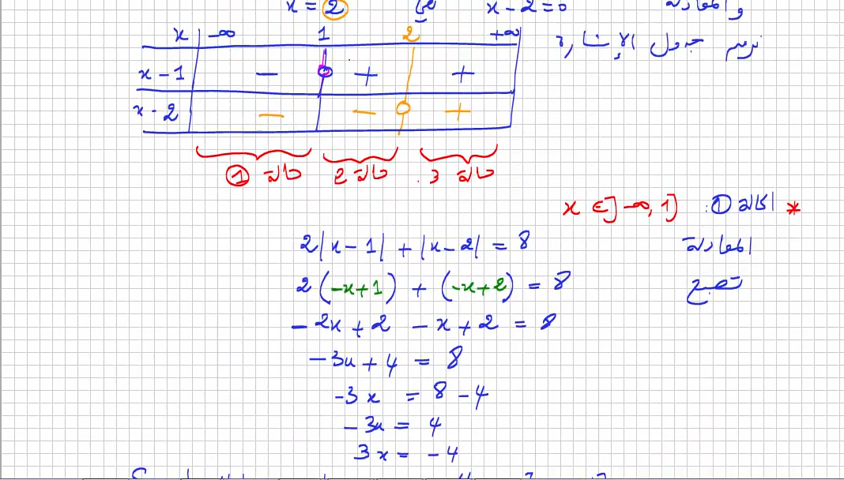 والمعادلة x - 2 = 0 هي x = 2
نرسم جدول الإشارة
x | -∞ 1 2 +∞
x - 1 | - 0 + +
x - 2 | - - 0 +
حالة 1 حالة 2 حالة 3
* الحالة 1: x ∈ ]-∞, 1]
المعادلة 2|x - 1| + |x - 2| = 8
تصبح 2(-x+1) + (-x+2) = 8
-2x + 2 - x + 2 = 8
-3x + 4 = 8
-3x = 8 - 4
-3x = 4
3x = -4